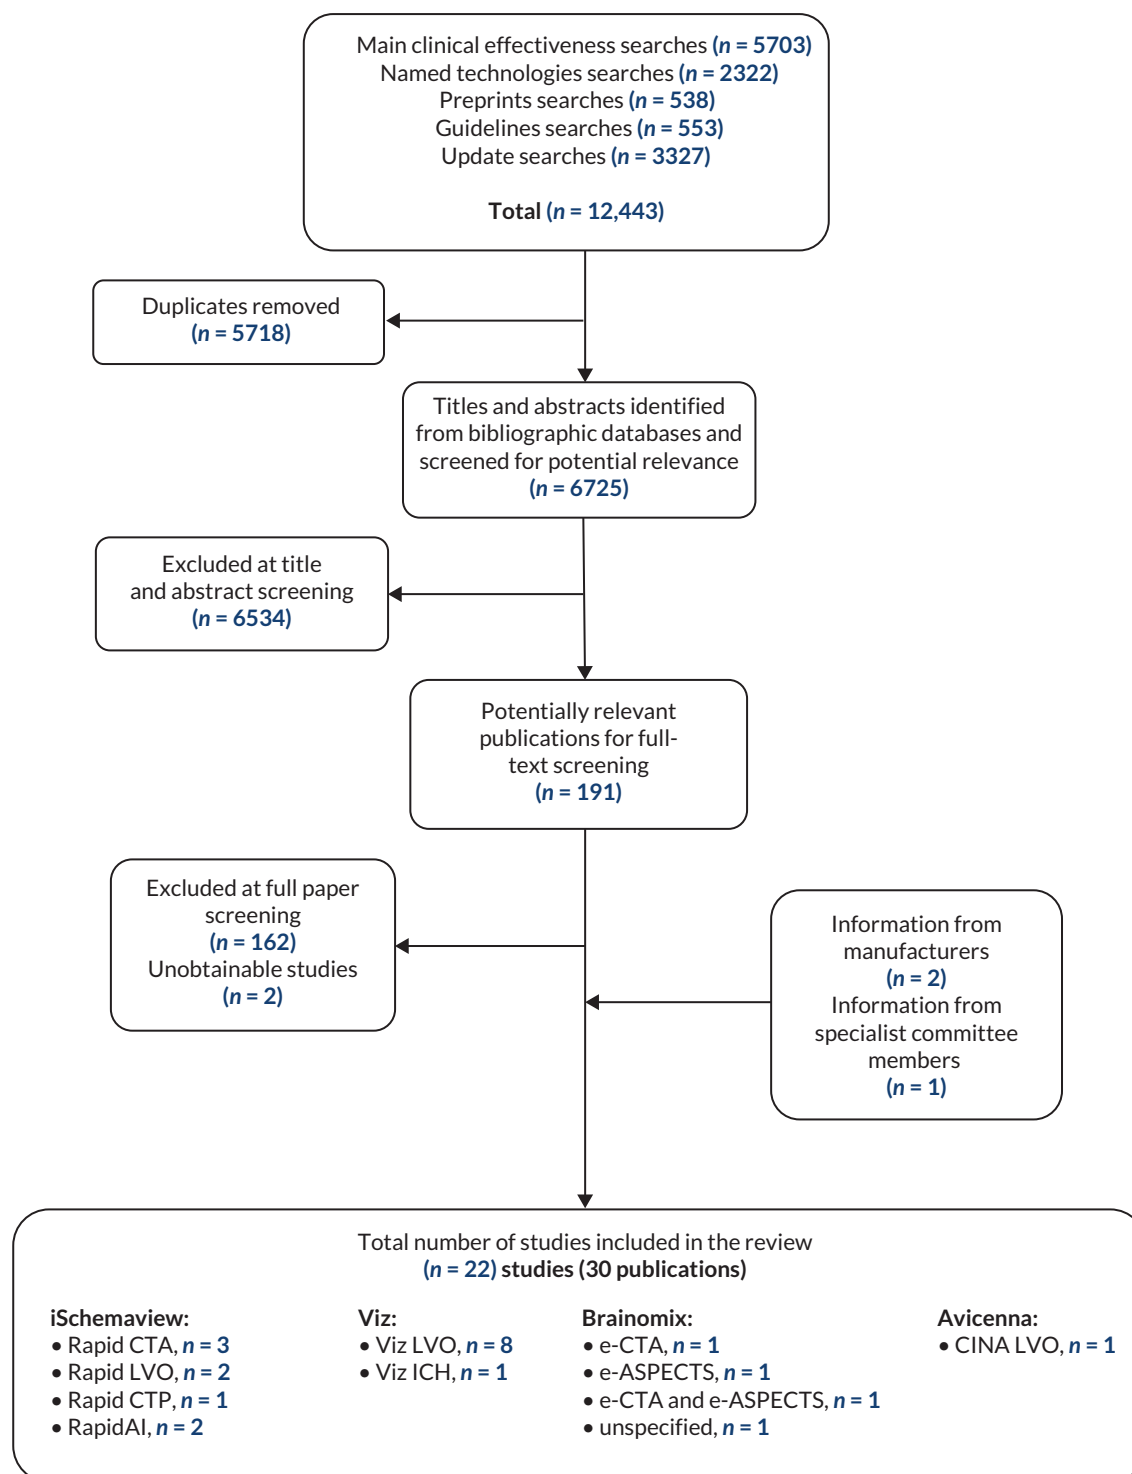 Main clinical effectiveness searches (n = 5703)
Named technologies searches (n = 2322)
Preprints searches (n = 538)
Guidelines searches (n = 553)
Update searches (n = 3327)
Total (n = 12,443)
Duplicates removed
(n = 5718)
Titles and abstracts identified
from bibliographic databases and
screened for potential relevance
(n = 6725)
Excluded at title
and abstract screening
(n = 6534)
Potentially relevant
publications for full-
text screening
(n = 191)
Excluded at full paper
screening
(n = 162)
Unobtainable studies
(n = 2)
Information from
manufacturers
(n = 2)
Information from
specialist committee
members
(n = 1)
Total number of studies included in the review
(n = 22) studies (30 publications)
iSchemaview:
• Rapid CTA, n = 3
• Rapid LVO, n = 2
• Rapid CTP, n = 1
• RapidAI, n = 2
Viz:
• Viz LVO, n = 8
• Viz ICH, n = 1
Brainomix:
• e-CTA, n = 1
• e-ASPECTS, n = 1
• e-CTA and e-ASPECTS, n = 1
• unspecified, n = 1
Avicenna:
• CINA LVO, n = 1